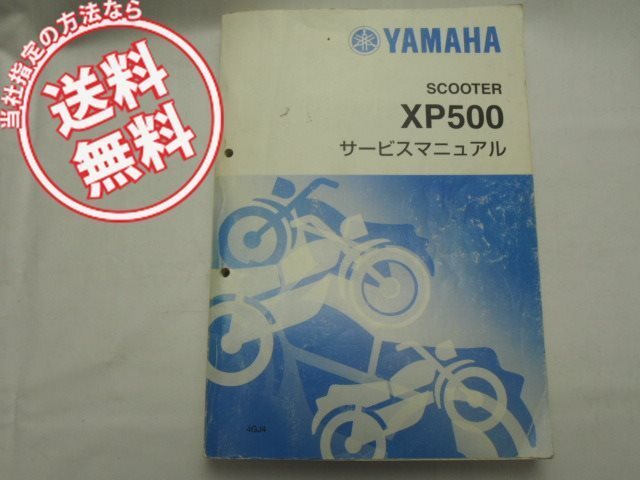 当社指定の方法なら
送料
無料
YAMAHA
SCOOTER
XP500
サービスマニュアル
4GJ4